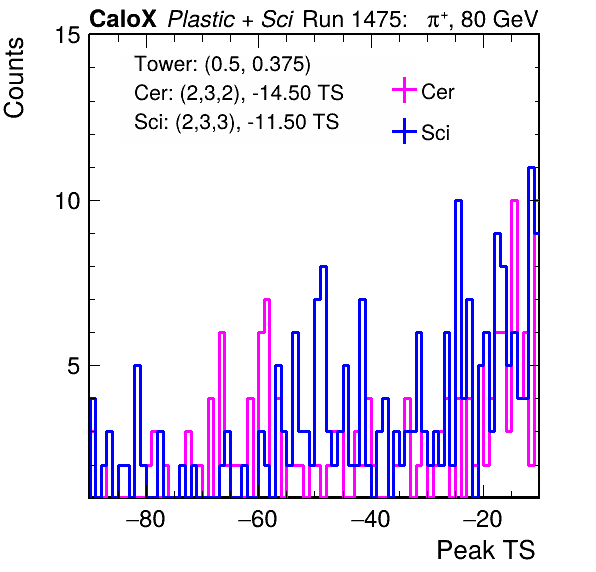 CaloX Plastic + Sci Run 1475: π⁺, 80 GeV
Counts
15
10
5
Tower: (0.5, 0.375)
Cer: (2,3,2), -14.50 TS
Sci: (2,3,3), -11.50 TS
Cer
Sci
−80 −60 −40 −20
Peak TS